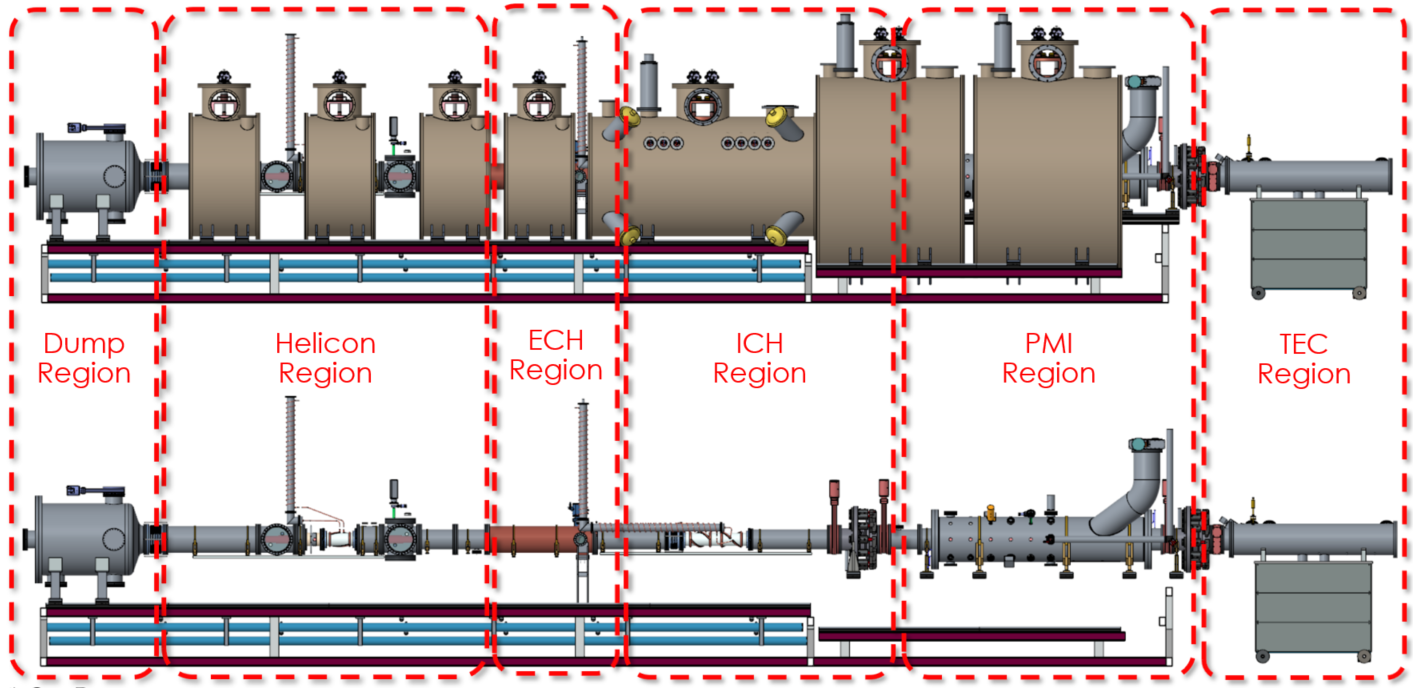 Dump
Region
Helicon
Region
ECH
Region
ICH
Region
PMI
Region
TEC
Region